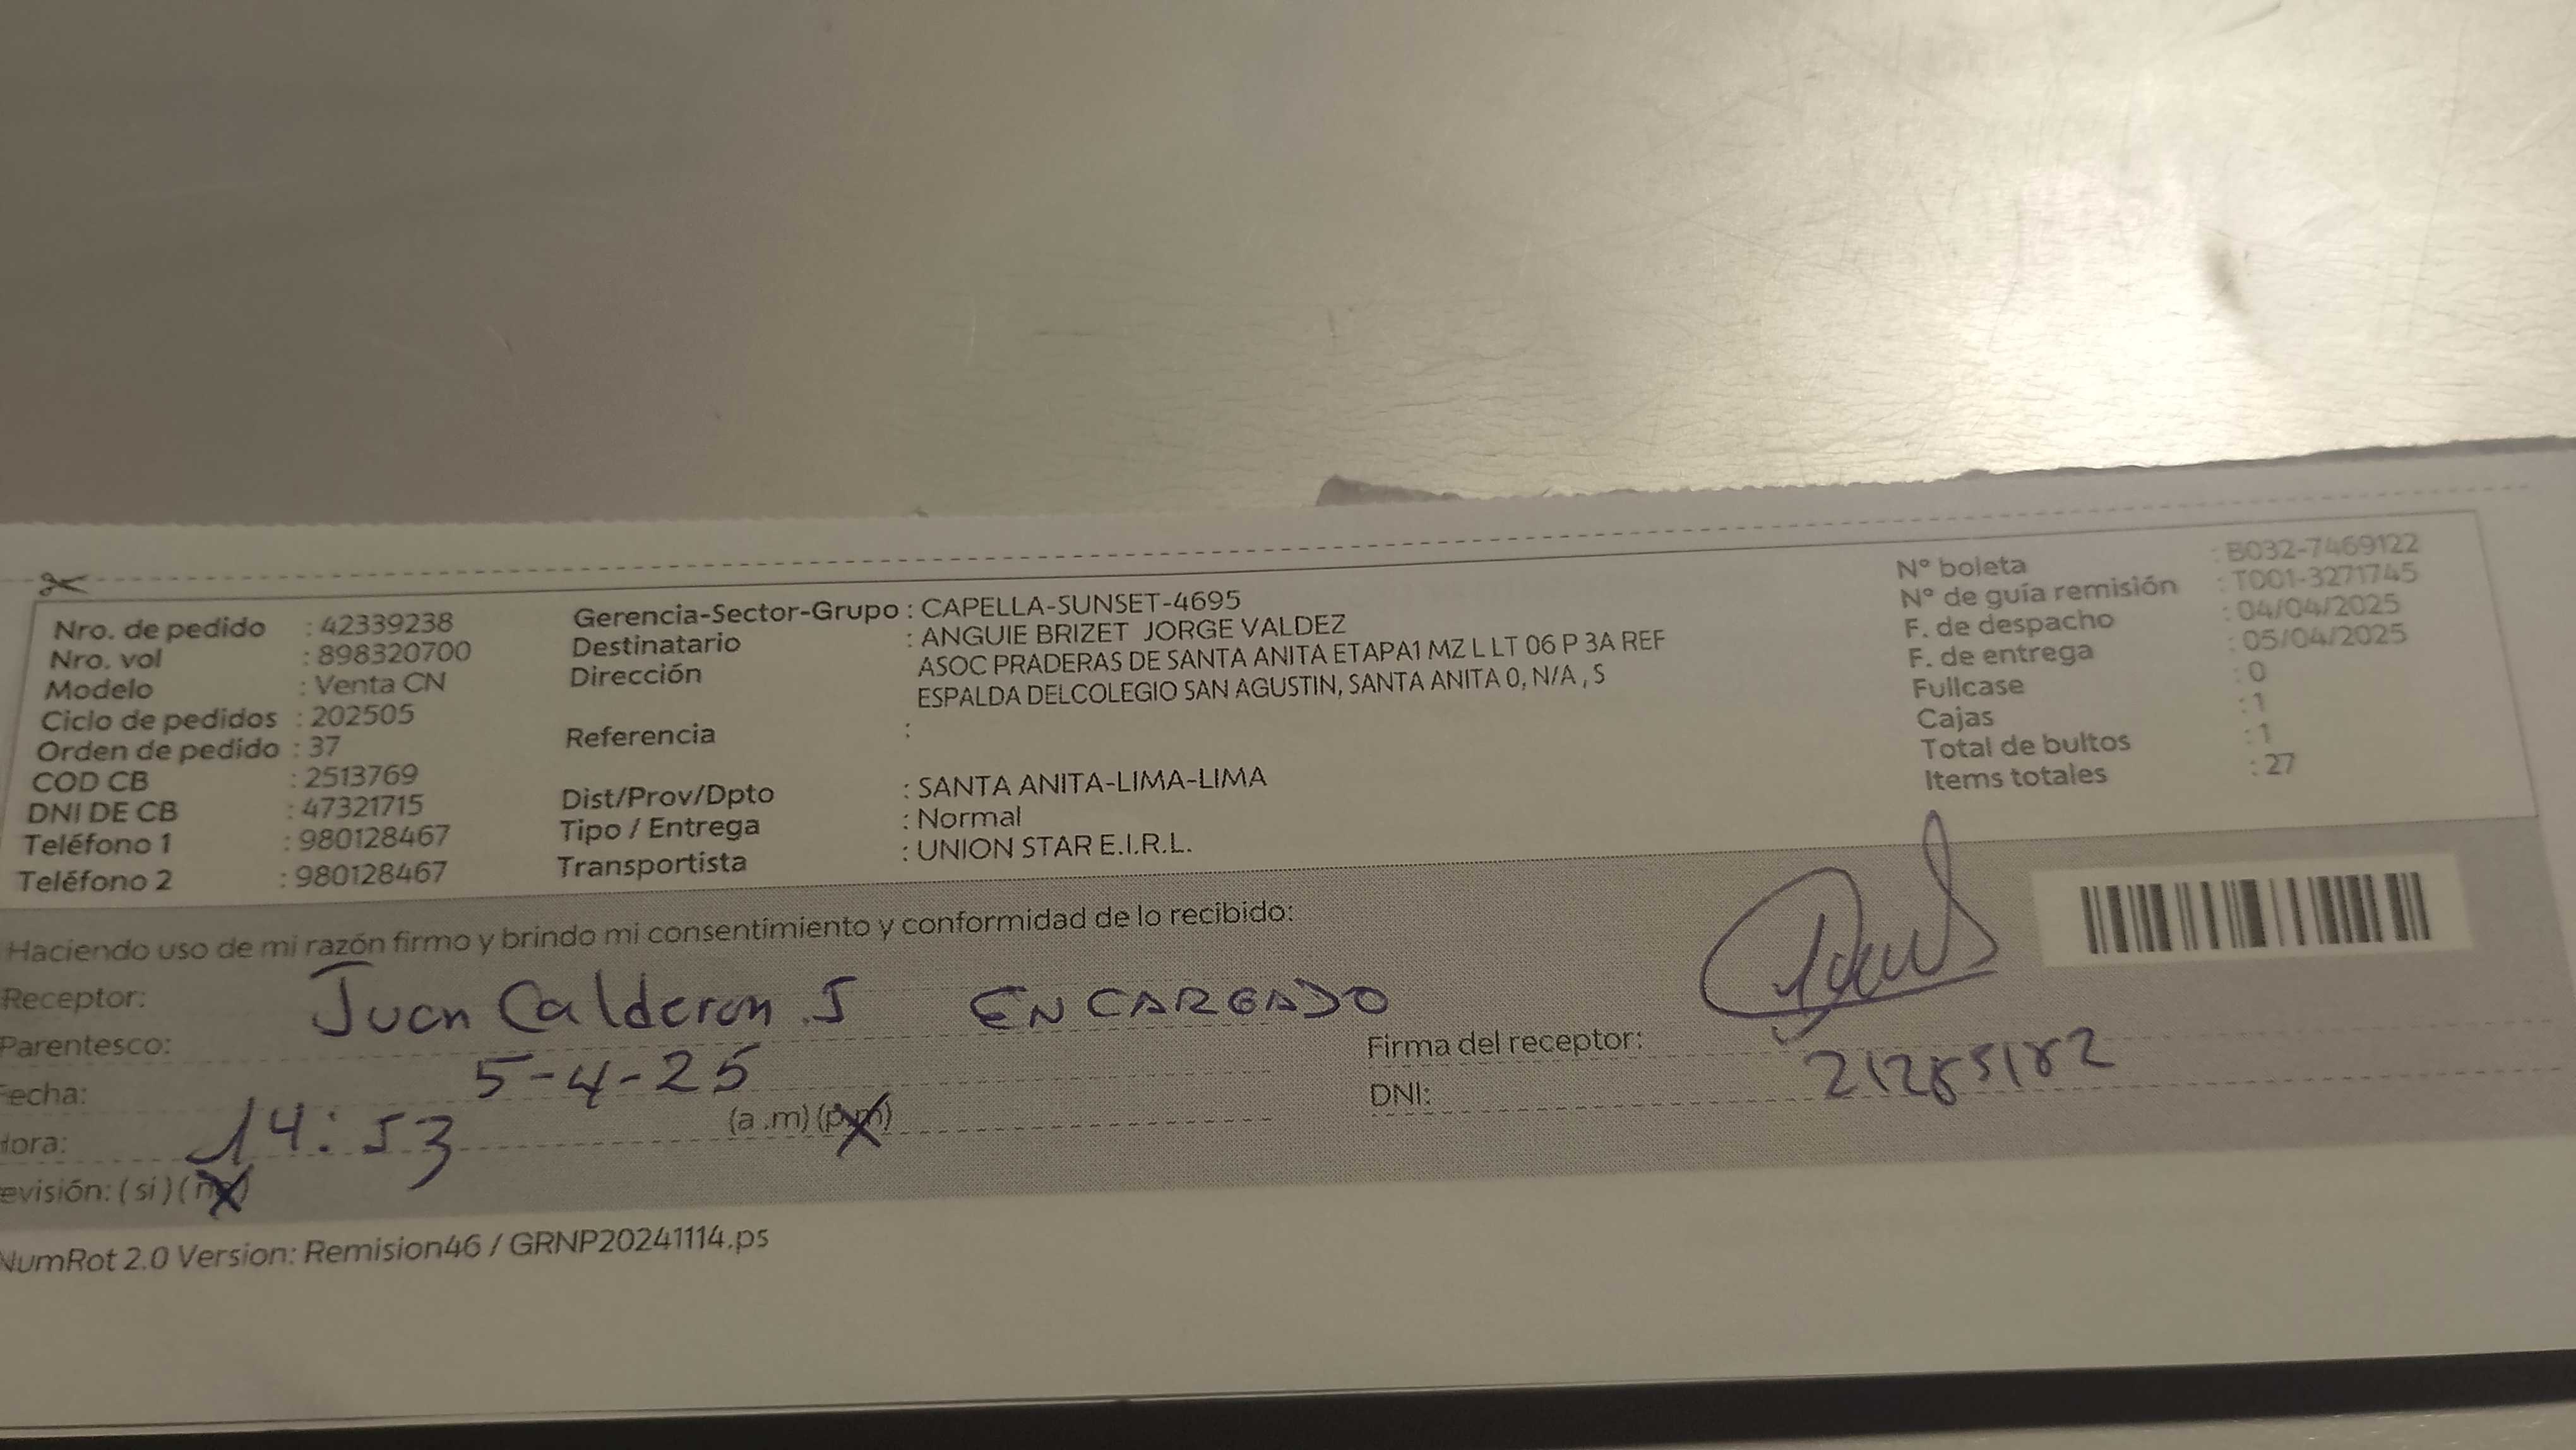 Nro. de pedido : 42339238
Nro. vol : 898320700
Modelo : Venta CN
Ciclo de pedidos : 202505
Orden de pedido : 37
COD CB : 2513769
DNI DE CB : 47321715
Teléfono 1 : 980128467
Teléfono 2 : 980128467
Gerencia-Sector-Grupo : CAPELLA-SUNSET-4695
Destinatario : ANGUIE BRIZET JORGE VALDEZ
Dirección ASOC PRADERAS DE SANTA ANITA ETAPA1 MZ L LT 06 P 3A REF
ESPALDA DELCOLEGIO SAN AGUSTIN, SANTA ANITA 0, N/A , S
Referencia :
Dist/Prov/Dpto : SANTA ANITA-LIMA-LIMA
Tipo / Entrega : Normal
Transportista : UNION STAR E.I.R.L.
N° boleta : B032-7469122
N° de guía remisión : T001-3271745
F. de despacho : 04/04/2025
F. de entrega : 05/04/2025
Fullcase : 0
Cajas : 1
Total de bultos : 1
Items totales : 27
Haciendo uso de mi razón firmo y brindo mi consentimiento y conformidad de lo recibido:
Receptor: Juan Calderon .S ENCARGADO
Parentesco:
Fecha: 5-4-25
Hora: 14:53 (a .m) (p.m)
evisión: ( si ) ( no )
Firma del receptor:
DNI: 21285182
NumRot 2.0 Version: Remision46 / GRNP20241114.ps